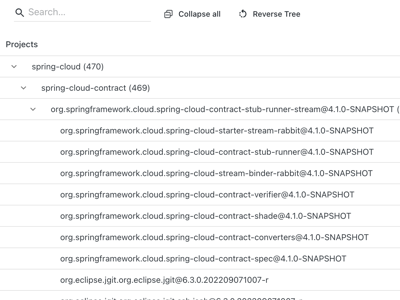 Search...
Collapse all
Reverse Tree
Projects
spring-cloud (470)
spring-cloud-contract (469)
org.springframework.cloud.spring-cloud-contract-stub-runner-stream@4.1.0-SNAPSHOT (
org.springframework.cloud.spring-cloud-starter-stream-rabbit@4.1.0-SNAPSHOT
org.springframework.cloud.spring-cloud-contract-stub-runner@4.1.0-SNAPSHOT
org.springframework.cloud.spring-cloud-stream-binder-rabbit@4.1.0-SNAPSHOT
org.springframework.cloud.spring-cloud-contract-verifier@4.1.0-SNAPSHOT
org.springframework.cloud.spring-cloud-contract-shade@4.1.0-SNAPSHOT
org.springframework.cloud.spring-cloud-contract-converters@4.1.0-SNAPSHOT
org.springframework.cloud.spring-cloud-contract-spec@4.1.0-SNAPSHOT
org.eclipse.jgit.org.eclipse.jgit@6.3.0.202209071007-r